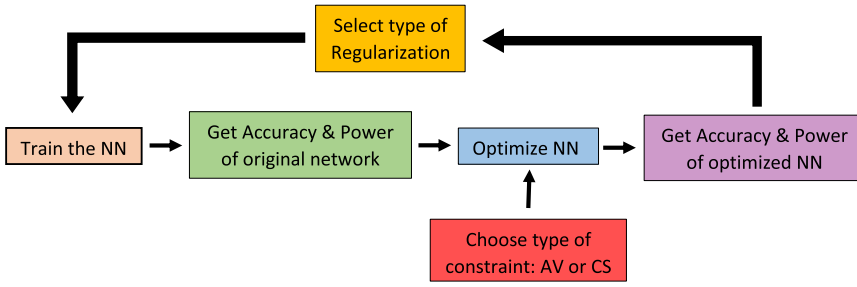 Select type of
Regularization
Train the NN
Get Accuracy & Power
of original network
Optimize NN
Get Accuracy & Power
of optimized NN
Choose type of
constraint: AV or CS